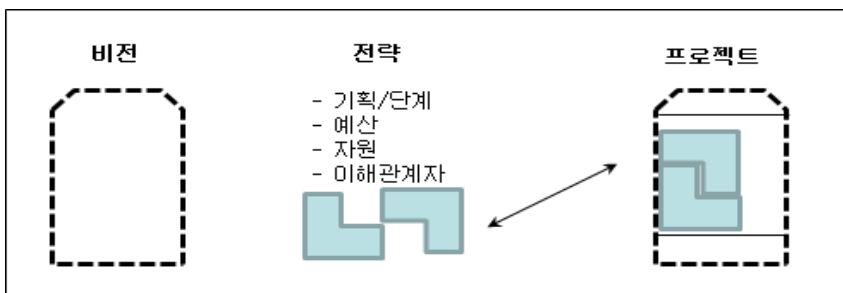 비전
전략
프로젝트
- 기획/단계
- 예산
- 자원
- 이해관계자